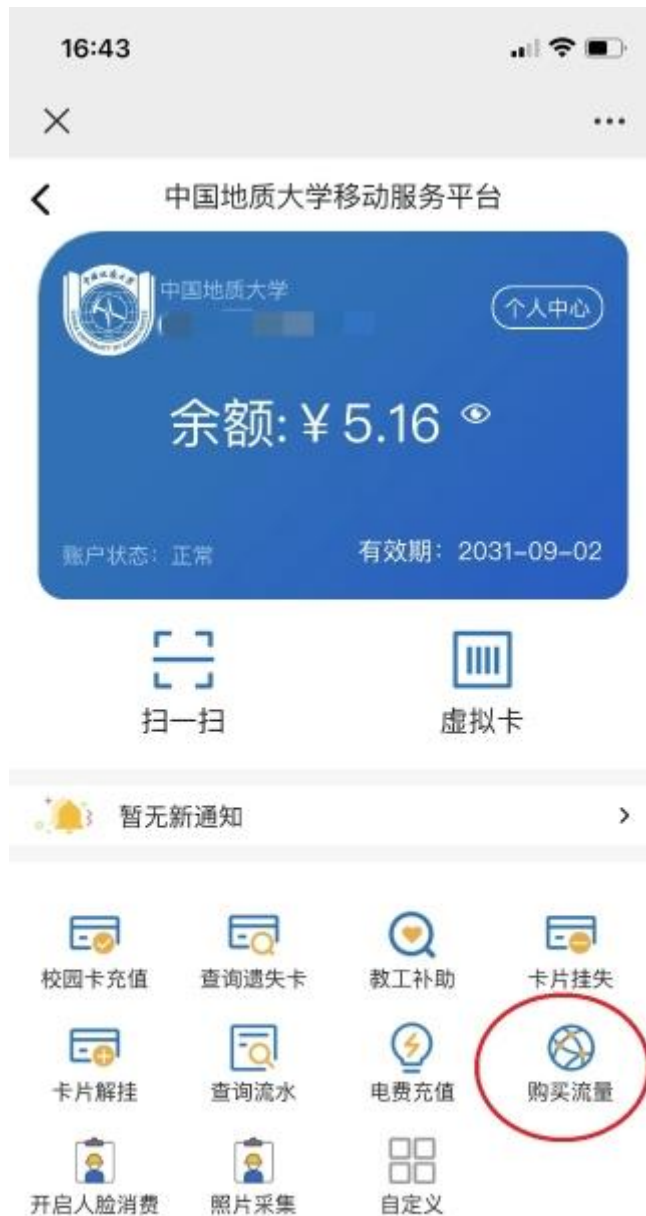 16:43
中国地质大学移动服务平台
中国地质大学
个人中心
余额:¥5.16
账户状态: 正常
有效期: 2031-09-02
扫一扫
虚拟卡
暂无新通知
校园卡充值 查询遗失卡 教工补助 卡片挂失
卡片解挂 查询流水 电费充值 购买流量
开启人脸消费 照片采集 自定义